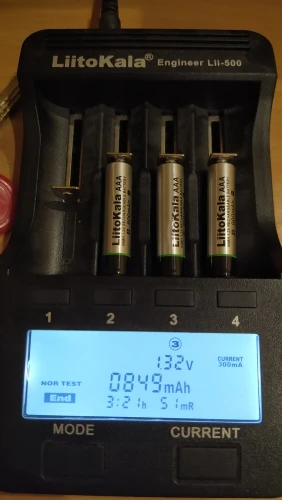 LiitoKala® Engineer Lii-500
LiitoKala AAA
LiitoKala AAA
LiitoKala AAA
1 2 3 4
3
1.32V
CURRENT
300mA
NOR TEST
0849mAh
End
3:21h 51mR
MODE CURRENT